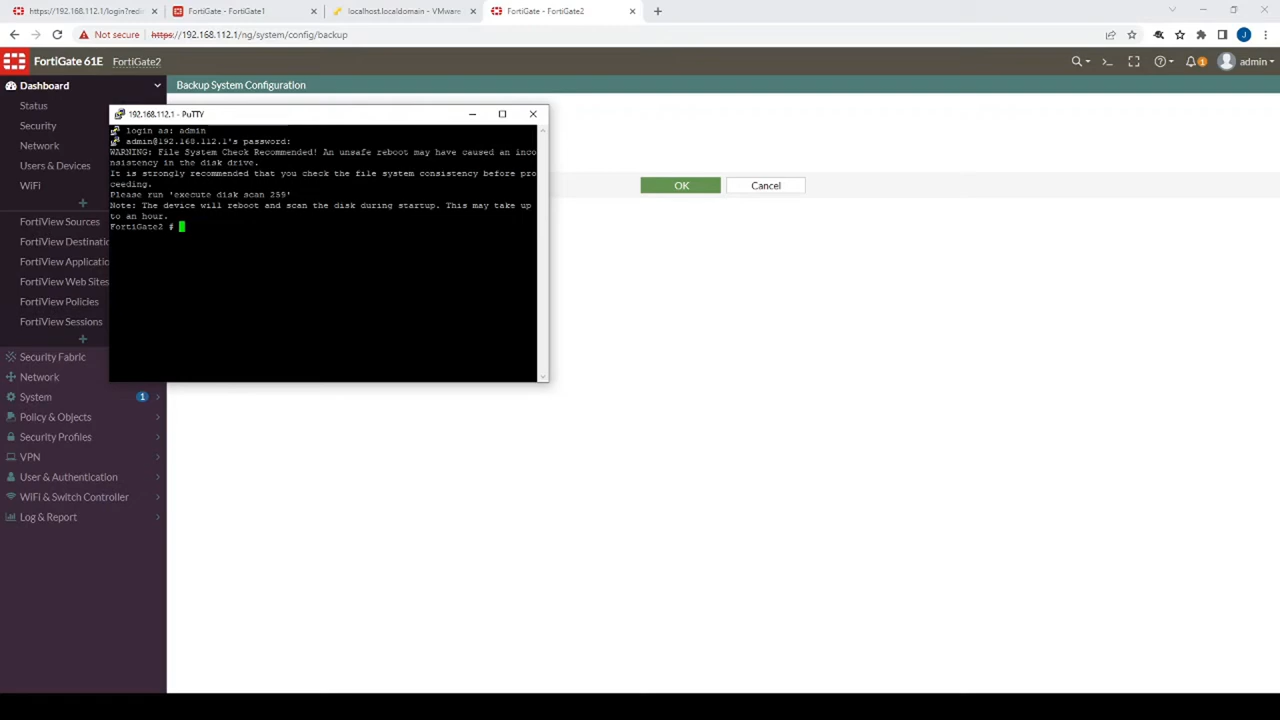 https://192.168.112.1/login?redi
FortiGate - FortiGate1
localhost.localdomain - VMware
FortiGate - FortiGate2
Not secure
https://192.168.112.1/ng/system/config/backup
J
FortiGate 61E
FortiGate2
1
admin
Dashboard
Backup System Configuration
Status
Security
Network
Users & Devices
WiFi
FortiView Sources
FortiView Destinatio
FortiView Applicatio
FortiView Web Sites
FortiView Policies
FortiView Sessions
Security Fabric
Network
System
1
Policy & Objects
Security Profiles
VPN
User & Authentication
WiFi & Switch Controller
Log & Report
192.168.112.1 - PuTTY
login as: admin
admin@192.168.112.1's password:
WARNING: File System Check Recommended! An unsafe reboot may have caused an inco
nsistency in the disk drive.
It is strongly recommended that you check the file system consistency before pro
ceeding.
Please run 'execute disk scan 259'
Note: The device will reboot and scan the disk during startup. This may take up
to an hour.
FortiGate2 #
OK
Cancel